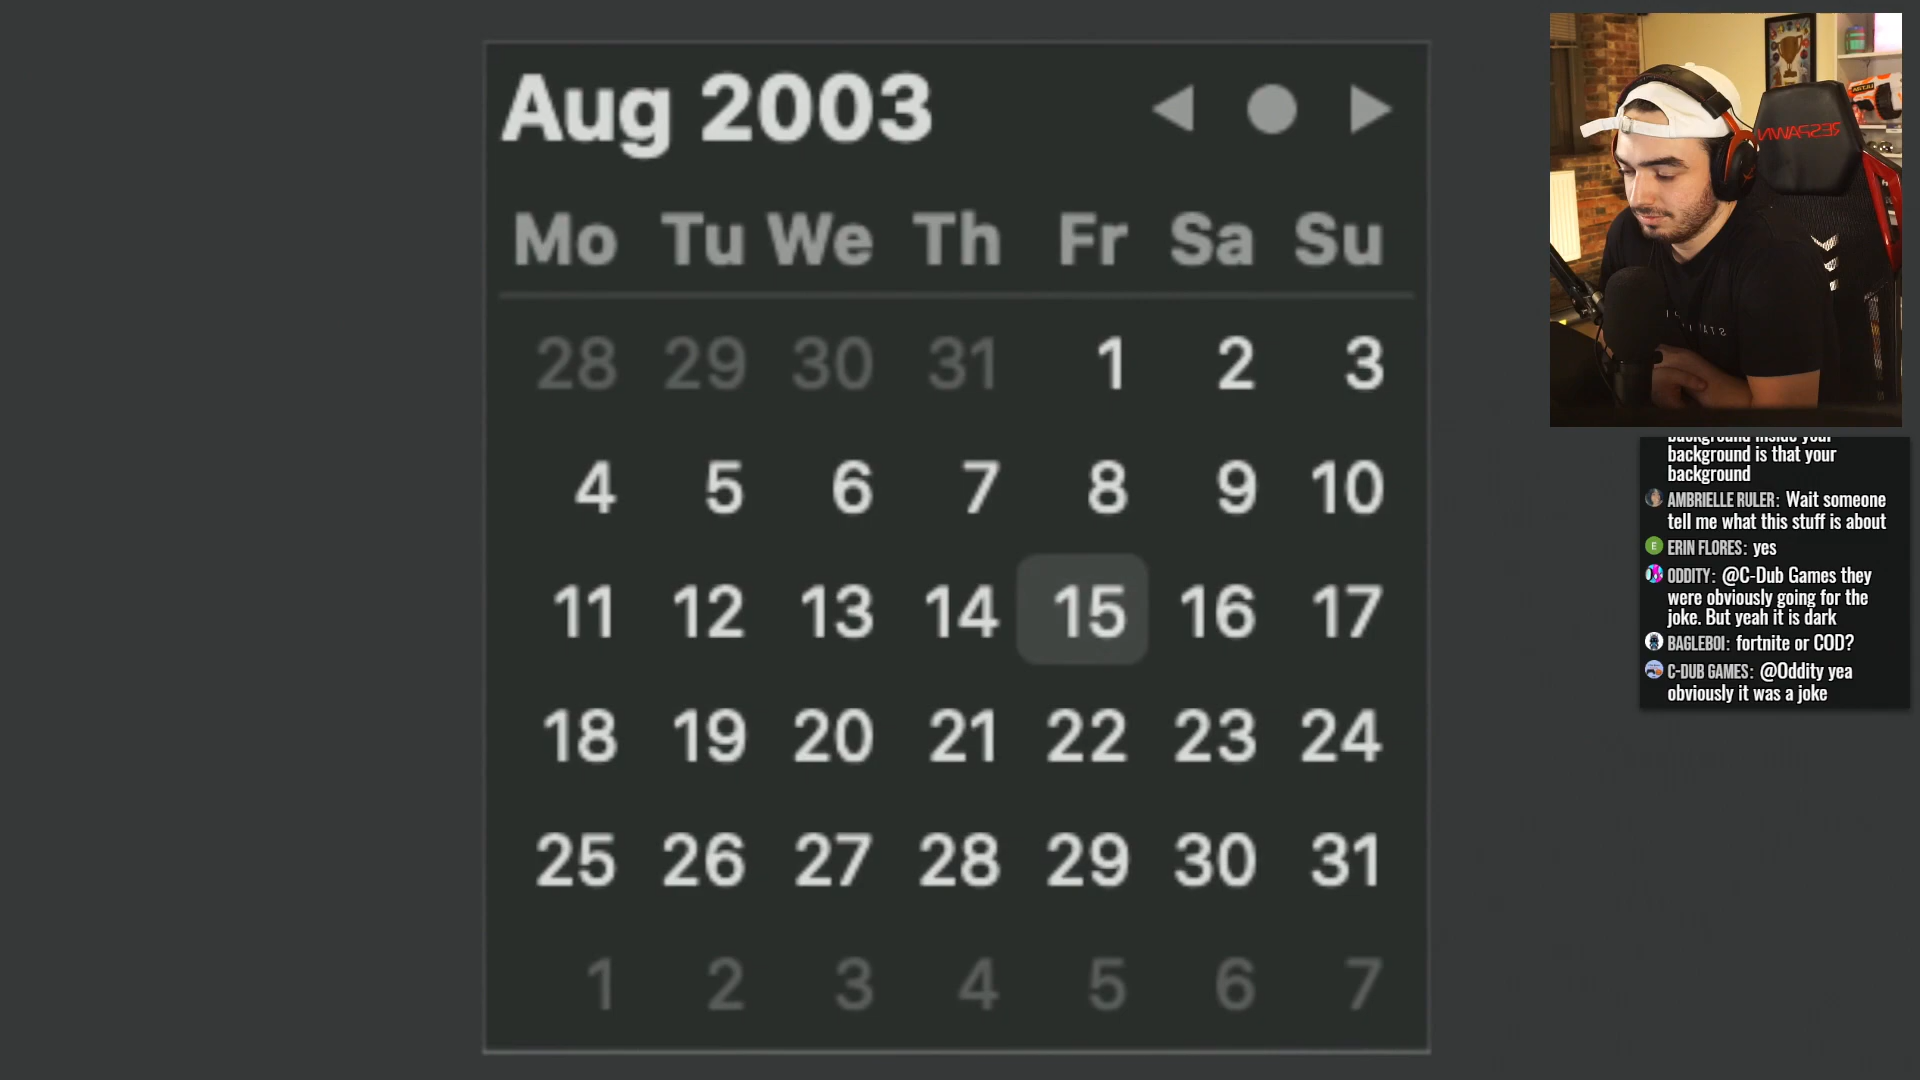 Aug 2003
Mo Tu We Th Fr Sa Su
28 29 30 31 1 2 3
4 5 6 7 8 9 10
11 12 13 14 15 16 17
18 19 20 21 22 23 24
25 26 27 28 29 30 31
1 2 3 4 5 6 7
RESPAWN
background inside your
background is that your
background
AMBRIELLE RULER: Wait someone
tell me what this stuff is about
E ERIN FLORES: yes
ODDITY: @C-Dub Games they
were obviously going for the
joke. But yeah it is dark
BAGLEBOI: fortnite or COD?
C-DUB GAMES: @Oddity yea
obviously it was a joke